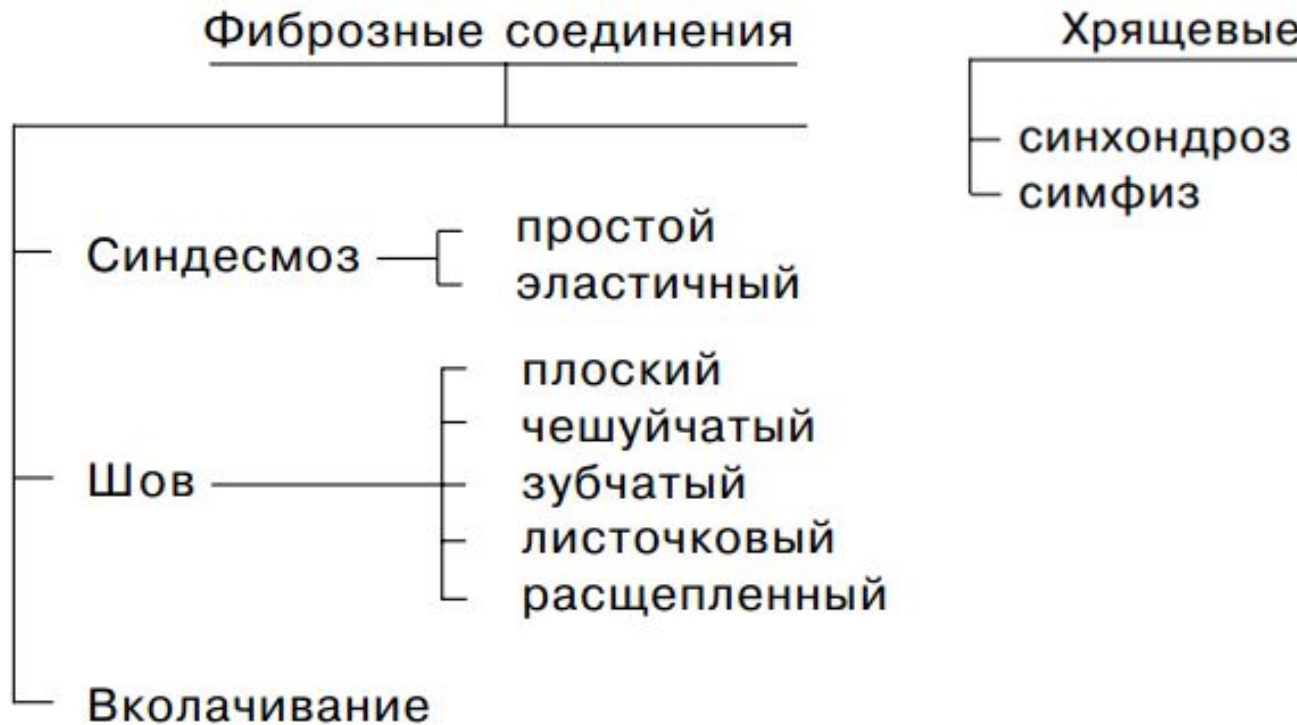 Фиброзные соединения
Синдесмоз
простой
эластичный
Шов
плоский
чешуйчатый
зубчатый
листочковый
расщепленный
Вколачивание
Хрящевые
синхондроз
симфиз